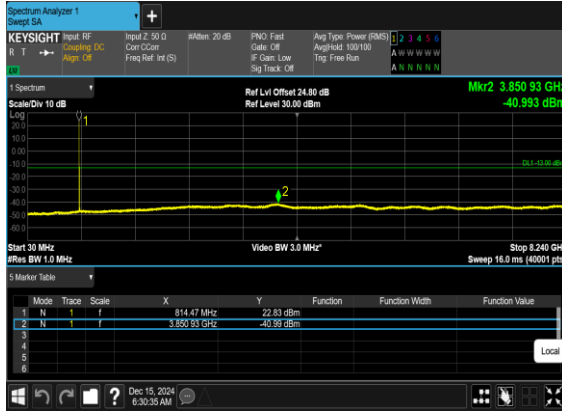 Spectrum Analyzer 1
Swept SA
+
KEYSIGHT Input: RF Input Z: 50 Ω #Atten: 20 dB PNO: Fast Avg Type: Power (RMS) 1 2 3 4 5 6
R T Coupling: DC Corr CCorr Gate: Off Avg|Hold: 100/100 A W W W W W
Align: Off Freq Ref: Int (S) IF Gain: Low Trig: Free Run
Sig Track: Off A N N N N N
1 Spectrum Ref Lvl Offset 24.80 dB Mkr2 3.850 93 GHz
Scale/Div 10 dB Ref Level 30.00 dBm -40.993 dBm
Log
1
20.0
10.0
0.00
-10.0 DL1 -13.00 dBm
-20.0
-30.0
2
-40.0
-50.0
-60.0
Start 30 MHz Video BW 3.0 MHz* Stop 8.240 GHz
#Res BW 1.0 MHz Sweep 16.0 ms (40001 pts)
5 Marker Table
Mode Trace Scale X Y Function Function Width Function Value
1 N 1 f 814.47 MHz 22.83 dBm
2 N 1 f 3.850 93 GHz -40.99 dBm
3
4
5
6
Local
? Dec 15, 2024
6:30:35 AM